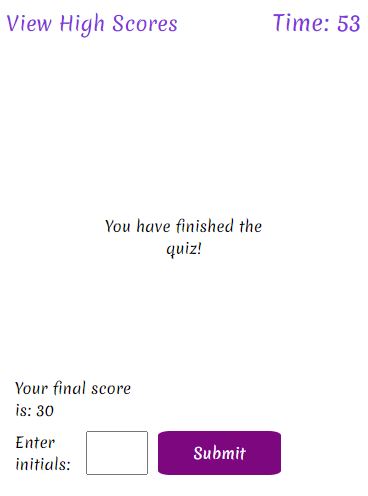 View High Scores
Time: 53
You have finished the
quiz!
Your final score
is: 30
Enter
initials:
Submit